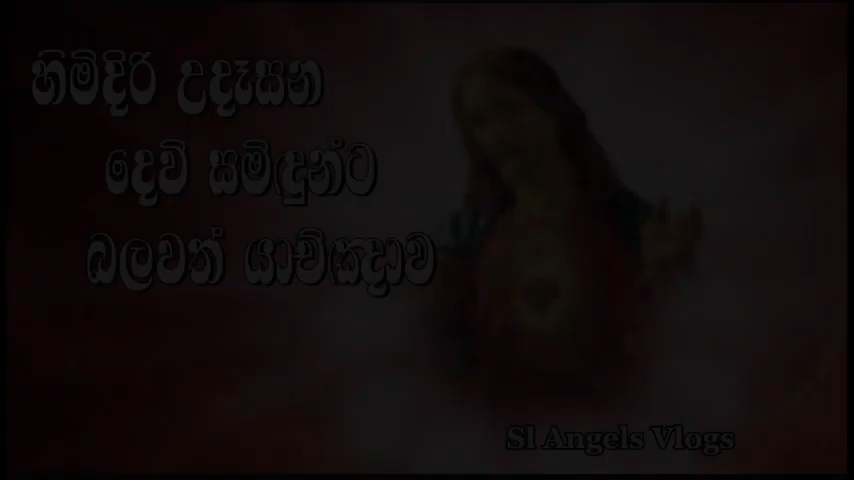 හිමිදිරි උදෑසන
දෙව් සමිඳුන්ට
බලවත් යාච්ඤාව
Sl Angels Vlogs